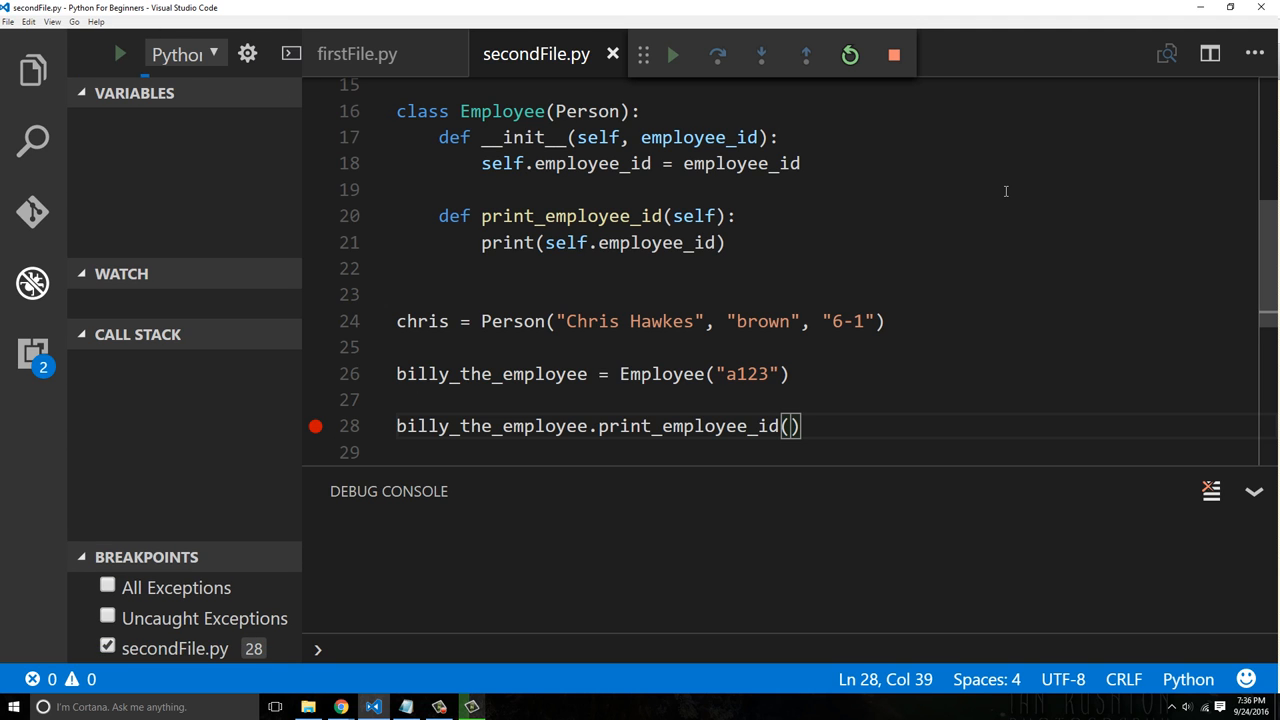 secondFile.py - Python For Beginners - Visual Studio Code
File Edit View Go Help
Python
firstFile.py
secondFile.py
VARIABLES
WATCH
CALL STACK
BREAKPOINTS
All Exceptions
Uncaught Exceptions
secondFile.py 28
2
15
16 class Employee(Person):
17 def __init__(self, employee_id):
18 self.employee_id = employee_id
19
20 def print_employee_id(self):
21 print(self.employee_id)
22
23
24 chris = Person("Chris Hawkes", "brown", "6-1")
25
26 billy_the_employee = Employee("a123")
27
28 billy_the_employee.print_employee_id()
29
DEBUG CONSOLE
0 0
Ln 28, Col 39 Spaces: 4 UTF-8 CRLF Python
I'm Cortana. Ask me anything.
7:36 PM
9/24/2016